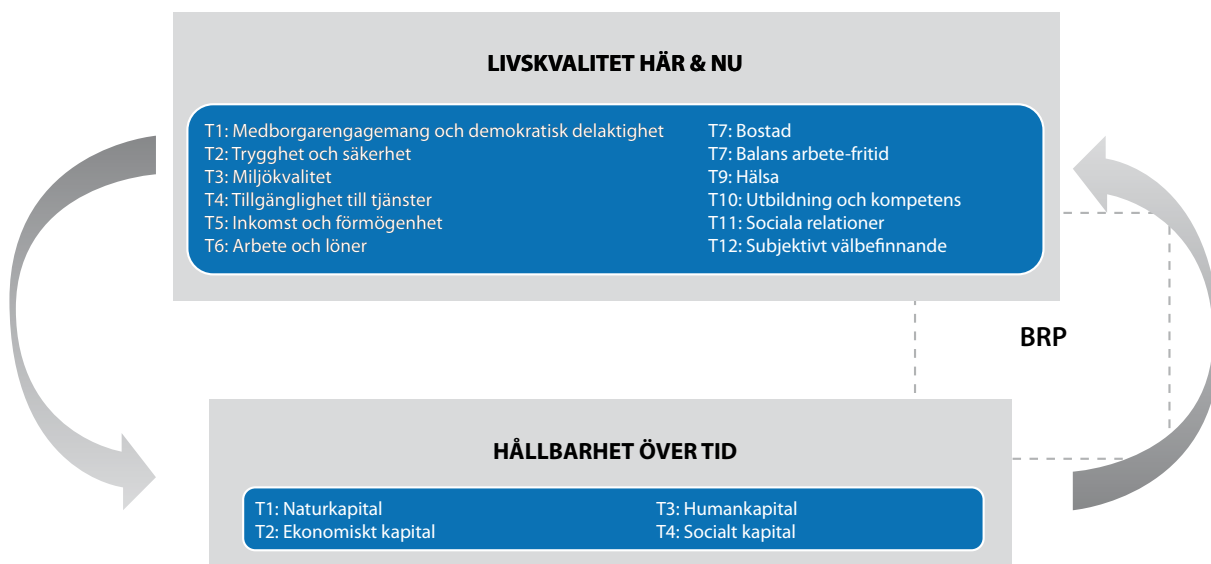 LIVSKVALITET HÄR & NU
T1: Medborgarengagemang och demokratisk delaktighet
T2: Trygghet och säkerhet
T3: Miljökvalitet
T4: Tillgänglighet till tjänster
T5: Inkomst och förmögenhet
T6: Arbete och löner
T7: Bostad
T7: Balans arbete-fritid
T9: Hälsa
T10: Utbildning och kompetens
T11: Sociala relationer
T12: Subjektivt välbefinnande
BRP
HÅLLBARHET ÖVER TID
T1: Naturkapital
T2: Ekonomiskt kapital
T3: Humankapital
T4: Socialt kapital